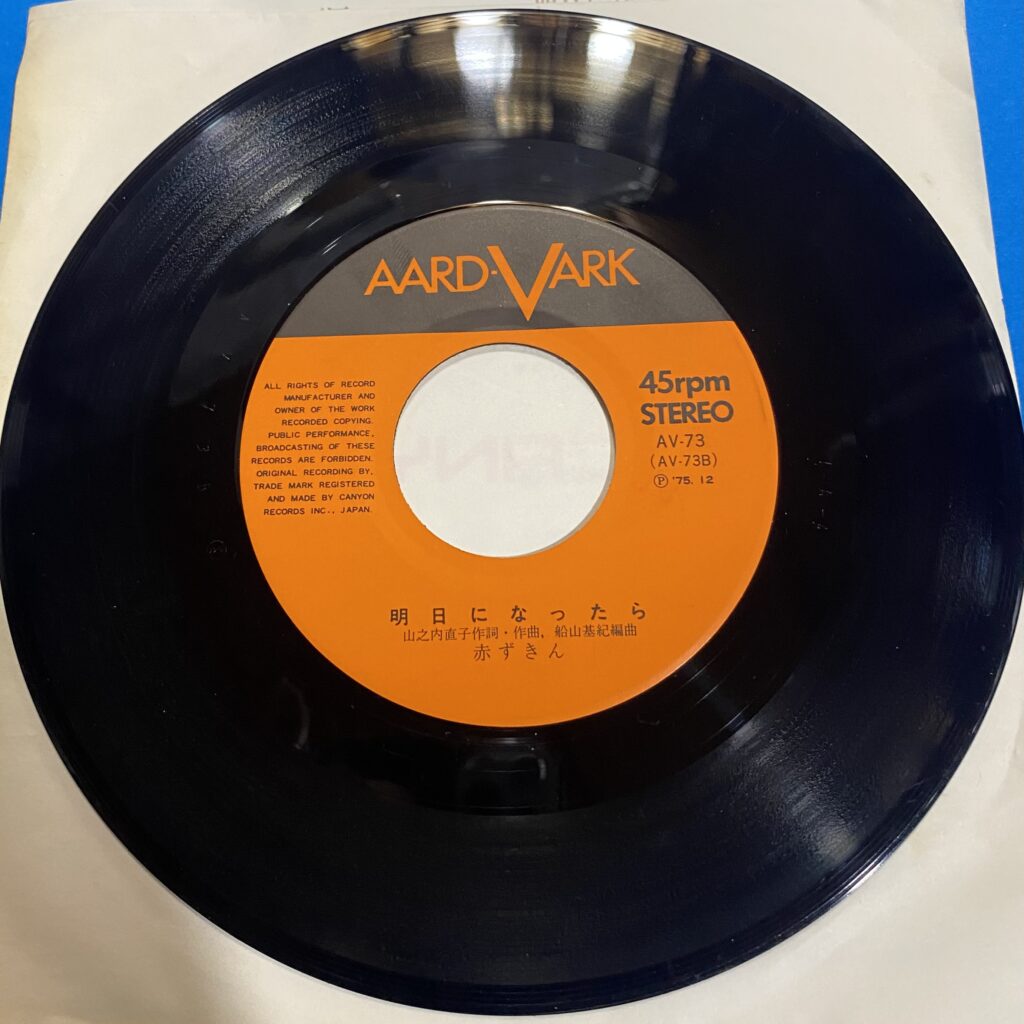 AARD-VARK
ALL RIGHTS OF RECORD
MANUFACTURER AND
OWNER OF THE WORK
RECORDED COPYING.
PUBLIC PERFORMANCE,
BROADCASTING OF THESE
RECORDS ARE FORBIDDEN.
ORIGINAL RECORDING BY,
TRADE MARK REGISTERED
AND MADE BY CANYON
RECORDS INC., JAPAN.
45rpm
STEREO
AV-73
(AV-73B)
Ⓟ '75. 12
明日になったら
山之内直子作詞・作曲, 船山基紀編曲
赤ずきん